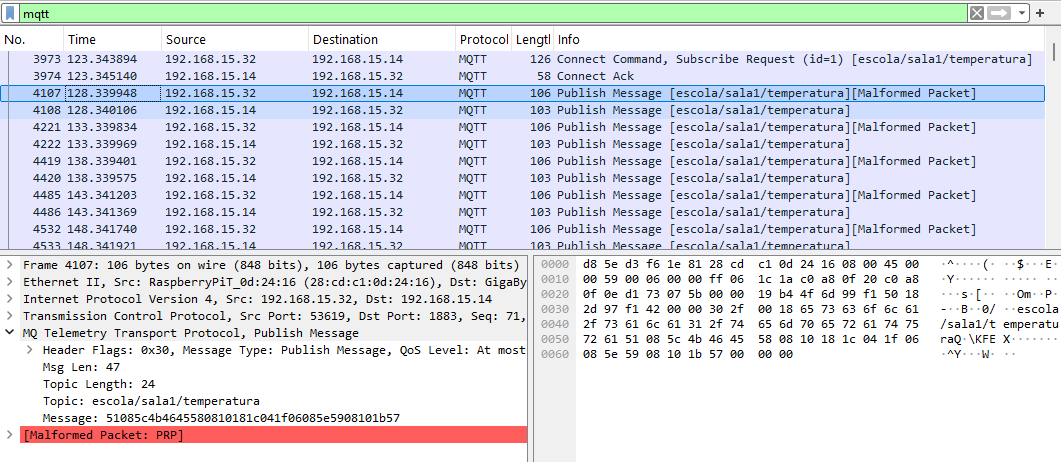 mqtt
No. Time Source Destination Protocol Lengtl Info
3973 123.343894 192.168.15.32 192.168.15.14 MQTT 126 Connect Command, Subscribe Request (id=1) [escola/sala1/temperatura]
3974 123.345140 192.168.15.14 192.168.15.32 MQTT 58 Connect Ack
4107 128.339948 192.168.15.32 192.168.15.14 MQTT 106 Publish Message [escola/sala1/temperatura][Malformed Packet]
4108 128.340106 192.168.15.14 192.168.15.32 MQTT 103 Publish Message [escola/sala1/temperatura]
4221 133.339834 192.168.15.32 192.168.15.14 MQTT 106 Publish Message [escola/sala1/temperatura][Malformed Packet]
4222 133.339969 192.168.15.14 192.168.15.32 MQTT 103 Publish Message [escola/sala1/temperatura]
4419 138.339401 192.168.15.32 192.168.15.14 MQTT 106 Publish Message [escola/sala1/temperatura][Malformed Packet]
4420 138.339575 192.168.15.14 192.168.15.32 MQTT 103 Publish Message [escola/sala1/temperatura]
4485 143.341203 192.168.15.32 192.168.15.14 MQTT 106 Publish Message [escola/sala1/temperatura][Malformed Packet]
4486 143.341369 192.168.15.14 192.168.15.32 MQTT 103 Publish Message [escola/sala1/temperatura]
4532 148.341740 192.168.15.32 192.168.15.14 MQTT 106 Publish Message [escola/sala1/temperatura][Malformed Packet]
4533 148.341921 192.168.15.14 192.168.15.32 MQTT 103 Publish Message [escola/sala1/temperatura]
Frame 4107: 106 bytes on wire (848 bits), 106 bytes captured (848 bits)
Ethernet II, Src: RaspberryPiT_0d:24:16 (28:cd:c1:0d:24:16), Dst: GigaBy
Internet Protocol Version 4, Src: 192.168.15.32, Dst: 192.168.15.14
Transmission Control Protocol, Src Port: 53619, Dst Port: 1883, Seq: 71,
MQ Telemetry Transport Protocol, Publish Message
Header Flags: 0x30, Message Type: Publish Message, QoS Level: At most
Msg Len: 47
Topic Length: 24
Topic: escola/sala1/temperatura
Message: 51085c4b4645580810181c041f06085e5908101b57
[Malformed Packet: PRP]
0000 d8 5e d3 f6 1e 81 28 cd c1 0d 24 16 08 00 45 00 ·^····(· ··$···E·
0010 00 59 00 06 00 00 ff 06 1c 1a c0 a8 0f 20 c0 a8 ·Y······ ····· ··
0020 0f 0e d1 73 07 5b 00 00 19 b4 4f 6d 99 f1 50 18 ···s·[·· ··Om··P·
0030 2d 97 f1 42 00 00 30 2f 00 18 65 73 63 6f 6c 61 -··B··0/ ··escola
0040 2f 73 61 6c 61 31 2f 74 65 6d 70 65 72 61 74 75 /sala1/t emperatu
0050 72 61 51 08 5c 4b 46 45 58 08 10 18 1c 04 1f 06 raQ·\KFE X·······
0060 08 5e 59 08 10 1b 57 00 00 00 ·^Y···W· ··